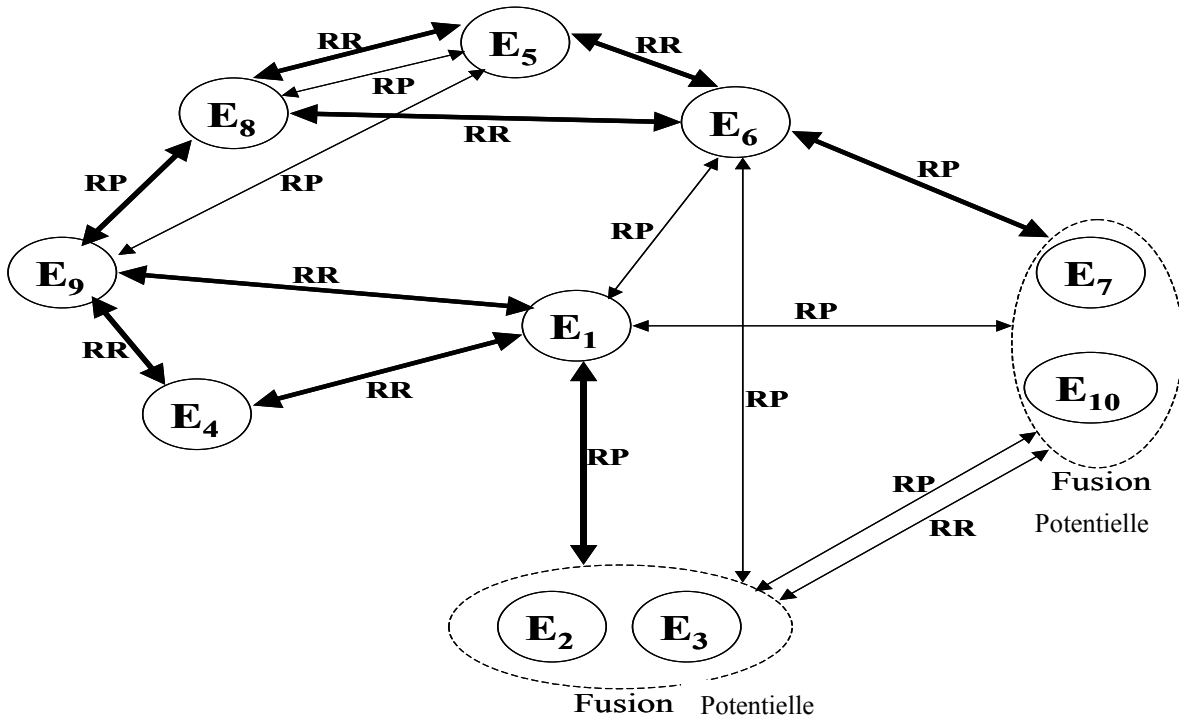 RR
E5
RR
RP
E8
RR
E6
RP
RP
RP
RP
E9
RR
E7
E1
RP
RR
RR
E4
RP
E10
RP
RP
Fusion
RR
Potentielle
E2
E3
Fusion Potentielle